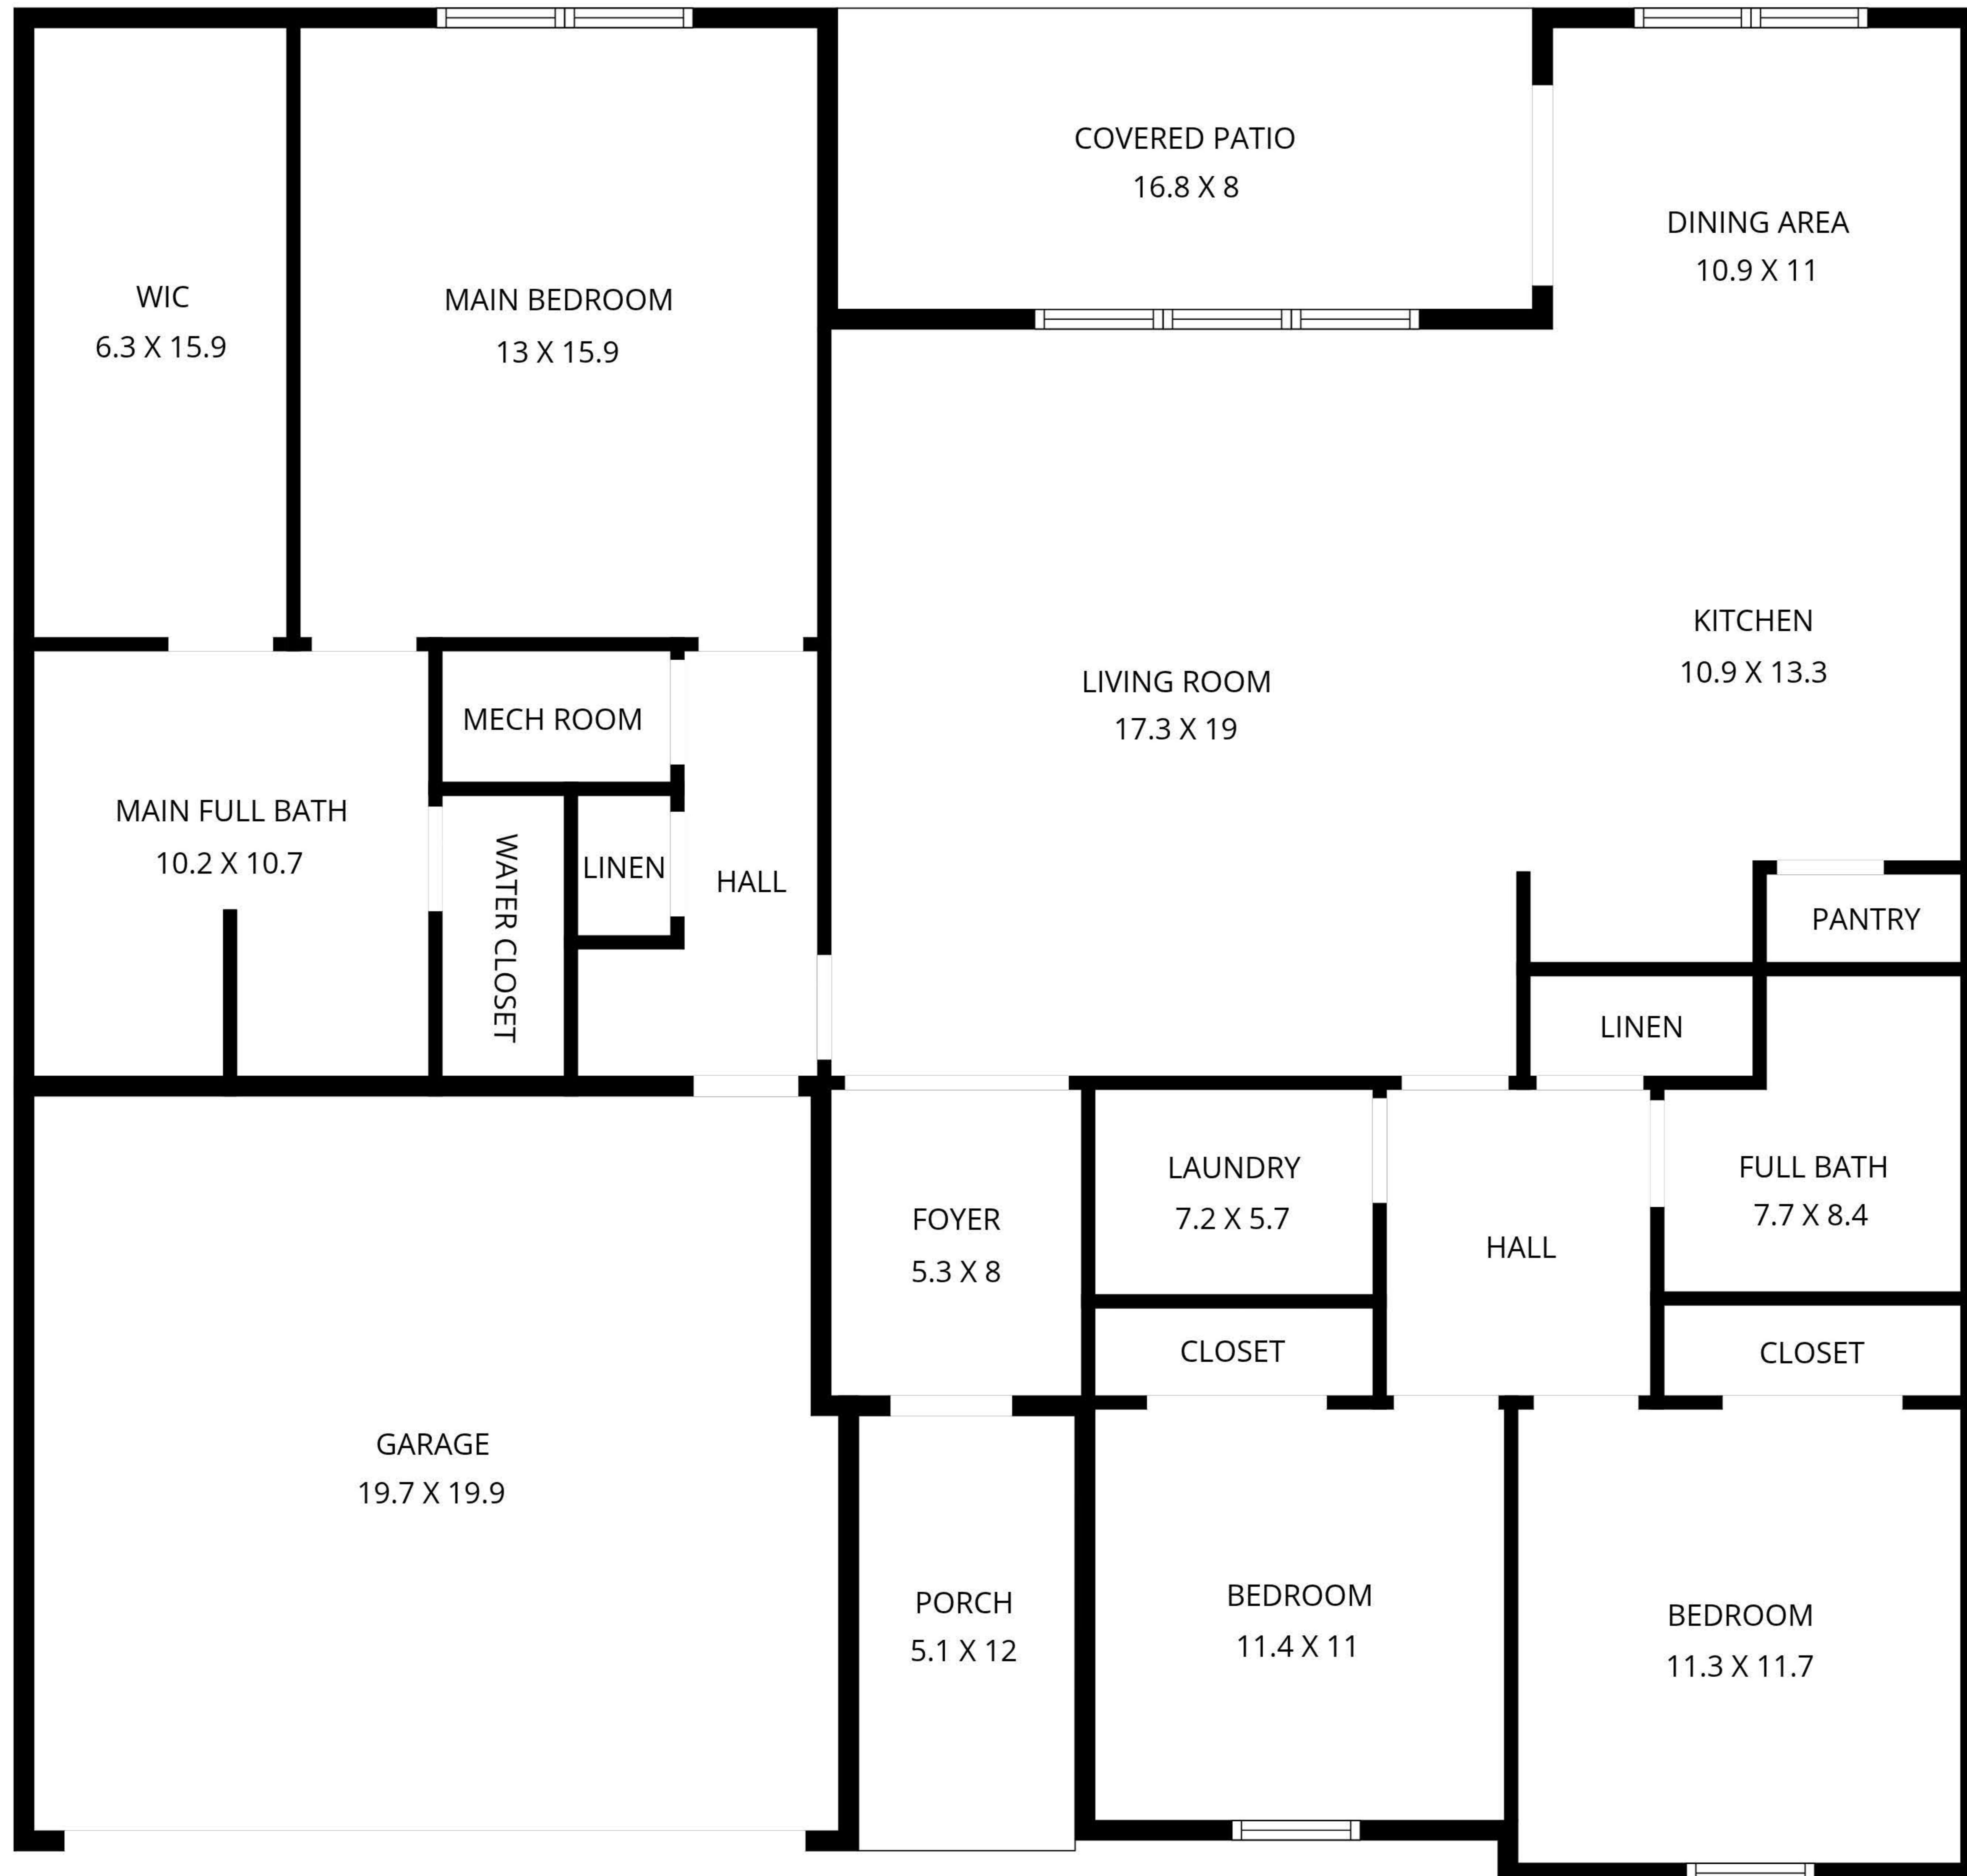 COVERED PATIO
16.8 X 8
DINING AREA
10.9 X 11
WIC
6.3 X 15.9
MAIN BEDROOM
13 X 15.9
KITCHEN
10.9 X 13.3
LIVING ROOM
17.3 X 19
MECH ROOM
MAIN FULL BATH
10.2 X 10.7
WATER CLOSET
LINEN
HALL
PANTRY
LINEN
LAUNDRY
7.2 X 5.7
FULL BATH
7.7 X 8.4
FOYER
5.3 X 8
HALL
CLOSET
CLOSET
GARAGE
19.7 X 19.9
PORCH
5.1 X 12
BEDROOM
11.4 X 11
BEDROOM
11.3 X 11.7